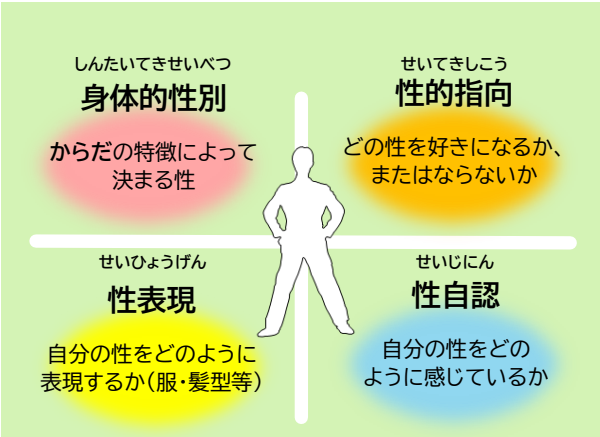 しんたいてきせいべつ
身体的性別
からだの特徴によって
決まる性
せいてきしこう
性的指向
どの性を好きになるか、
またはならないか
せいひょうげん
性表現
自分の性をどのように
表現するか(服・髪型等)
せいじにん
性自認
自分の性をどの
ように感じているか